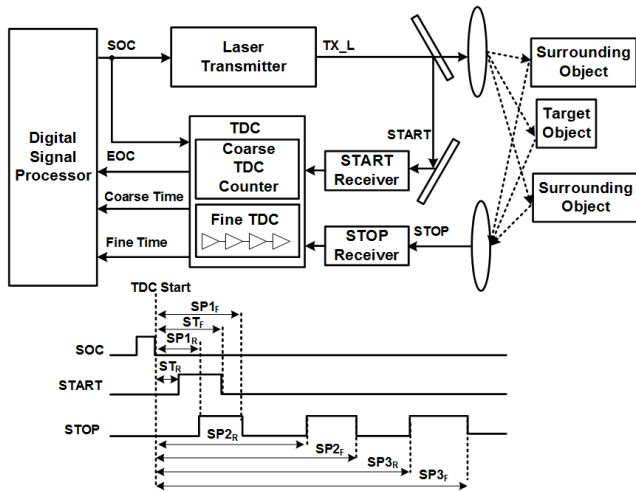 SOC
Laser
Transmitter
TX_L
Surrounding
Object
Digital
Signal
Processor
TDC
Coarse
TDC
Counter
START
START
Receiver
Target
Object
EOC
Coarse Time
Fine TDC
Fine Time
STOP
Receiver
STOP
Surrounding
Object
TDC Start
SP1F
STF
SP1R
SOC
STR
START
STOP
SP2R
SP2F
SP3R
SP3F